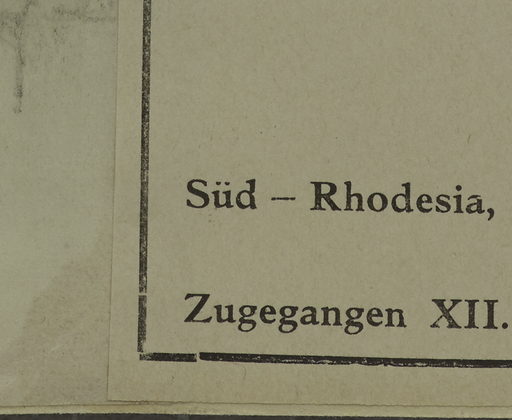 Süd – Rhodesia,
Zugegangen XII.